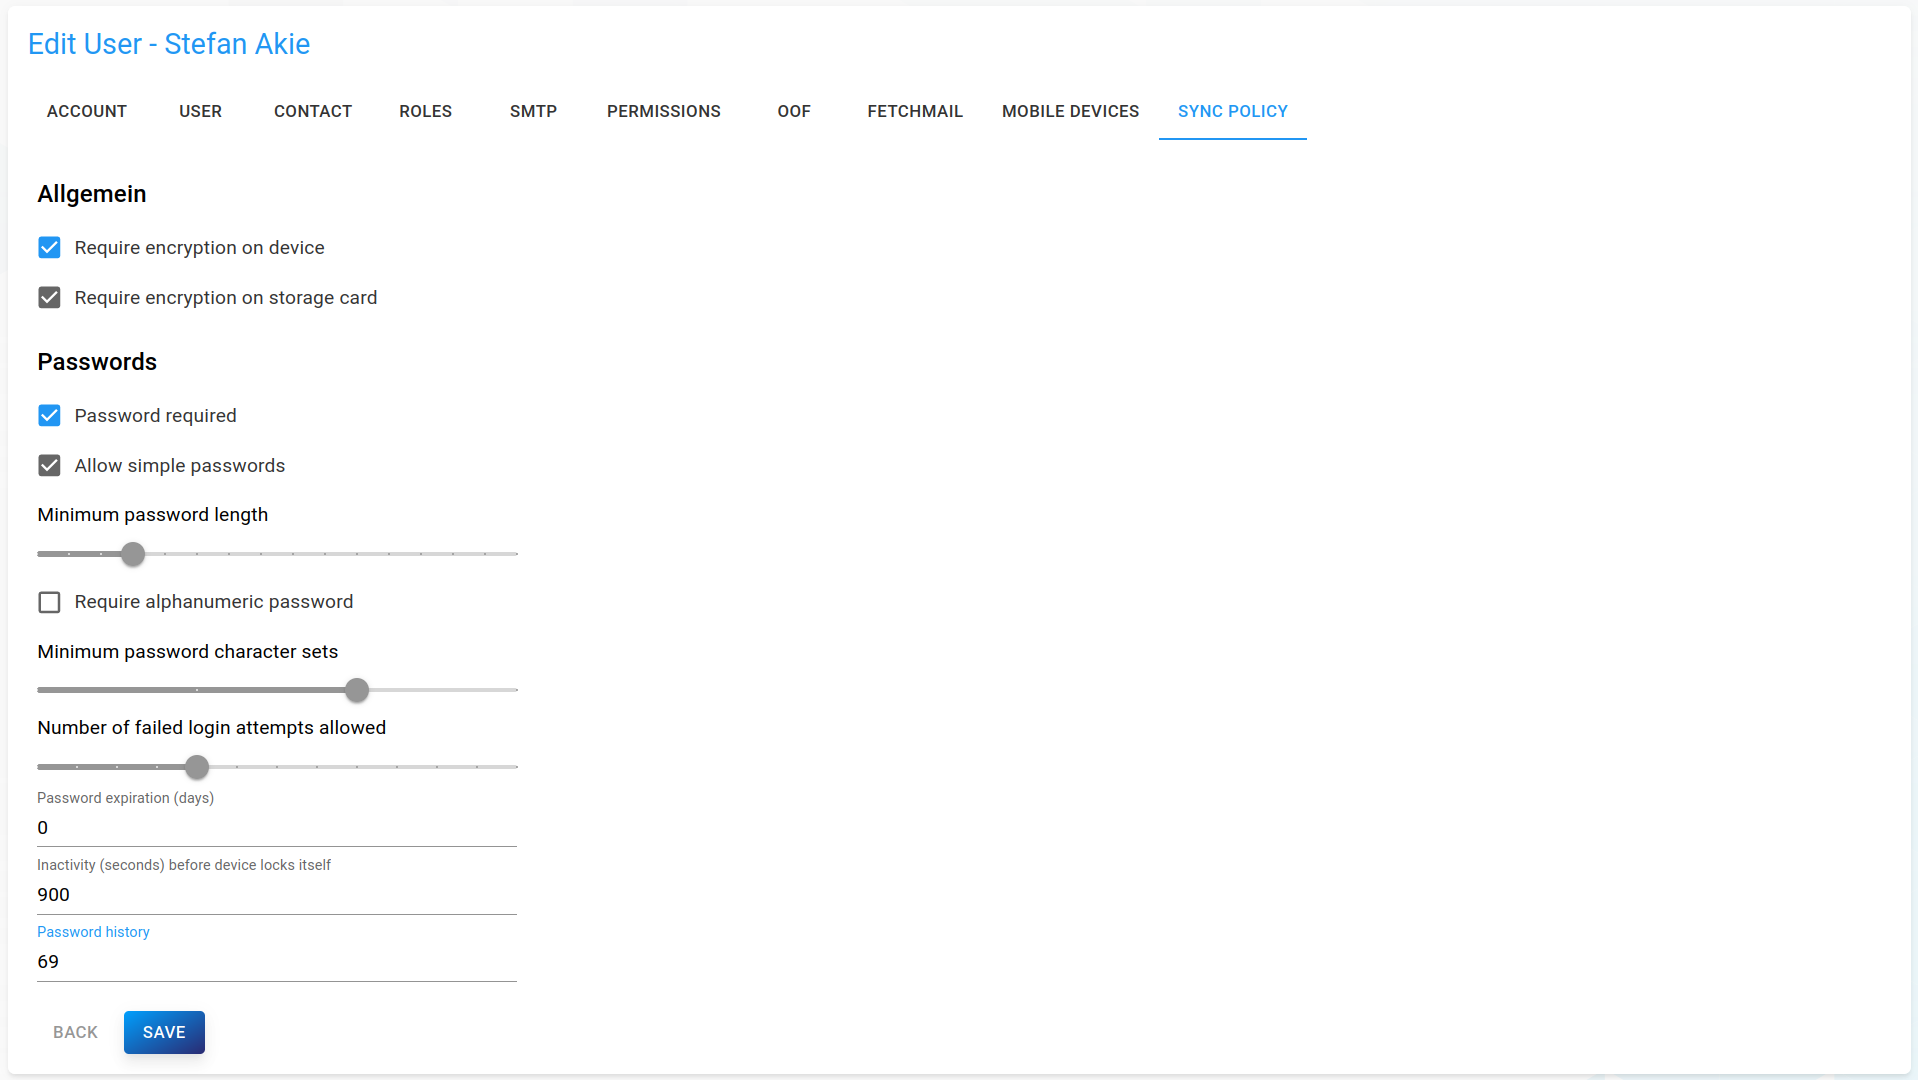 Edit User - Stefan Akie
ACCOUNT USER CONTACT ROLES SMTP PERMISSIONS OOF FETCHMAIL MOBILE DEVICES SYNC POLICY
Allgemein
Require encryption on device
Require encryption on storage card
Passwords
Password required
Allow simple passwords
Minimum password length
Require alphanumeric password
Minimum password character sets
Number of failed login attempts allowed
Password expiration (days)
0
Inactivity (seconds) before device locks itself
900
Password history
69
BACK SAVE